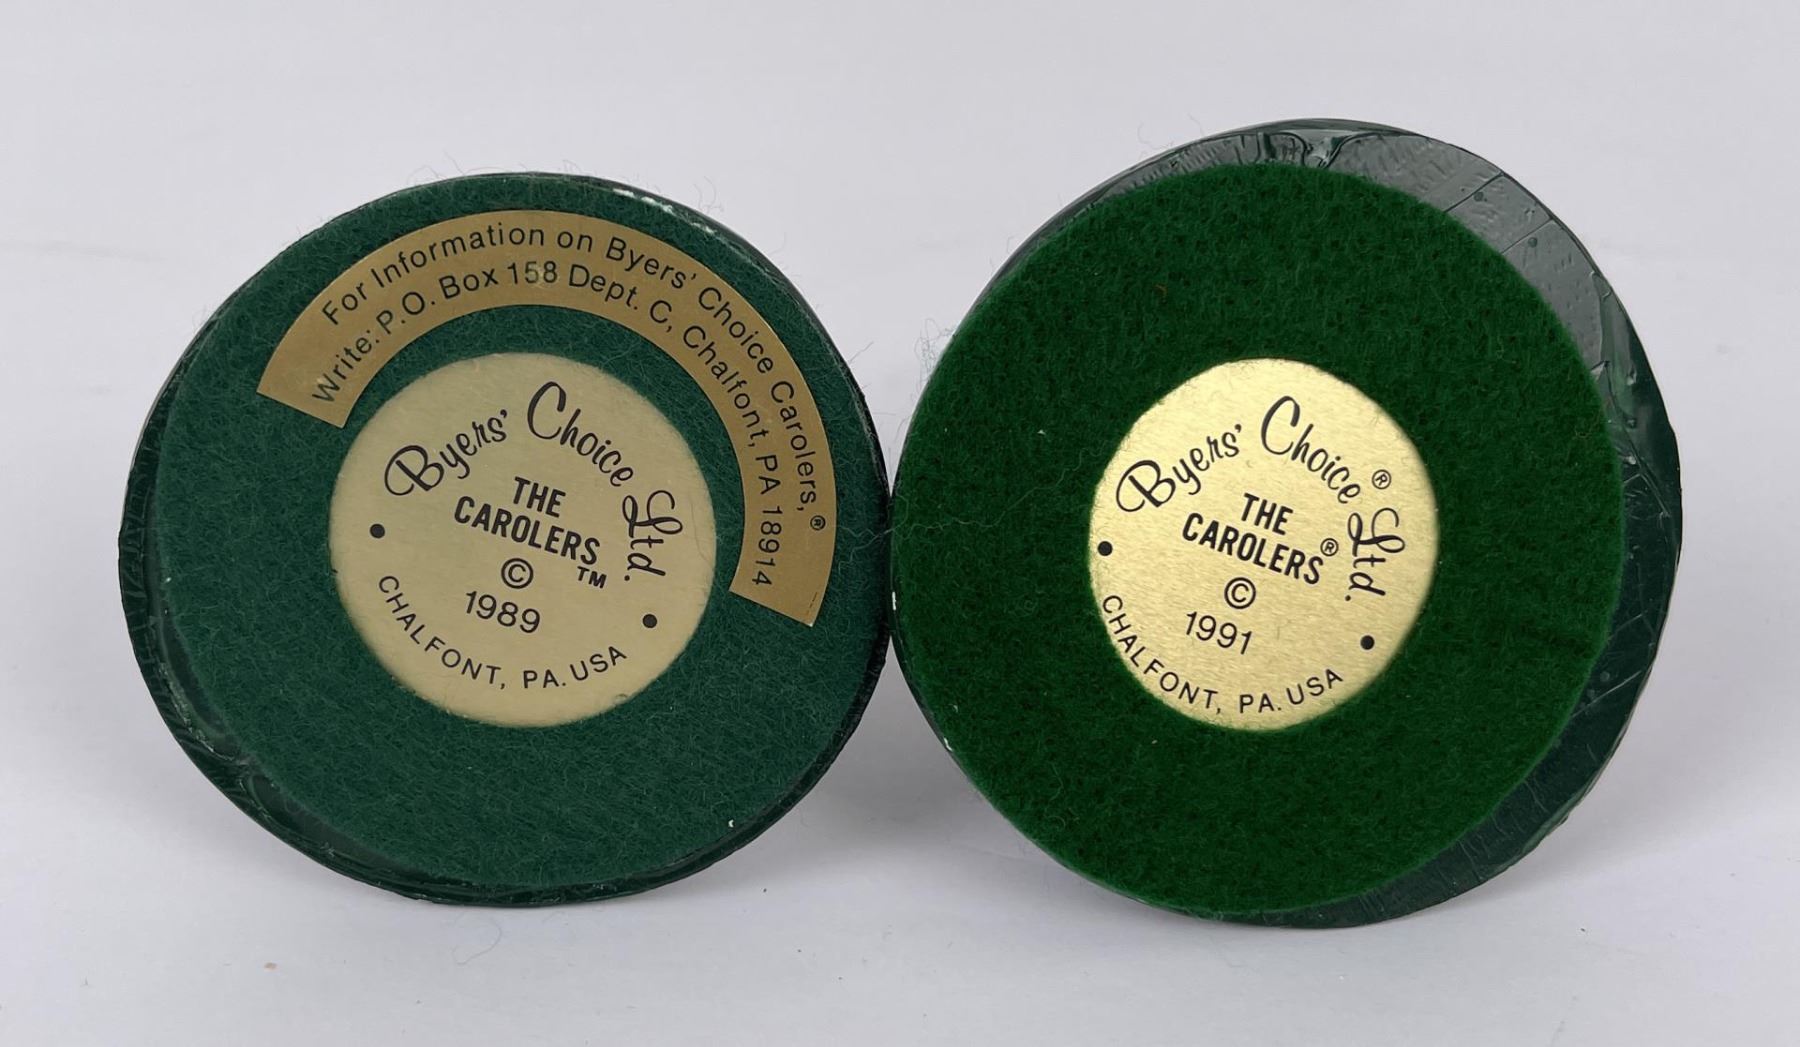 For Information on Byers' Choice Carolers,®
Write: P.O. Box 158 Dept. C, Chalfont, PA 18914
Byers' Choice Ltd.
THE
CAROLERS™
©
1989
CHALFONT, PA. USA
Byers' Choice® Ltd.
THE
CAROLERS®
©
1991
CHALFONT, PA. USA